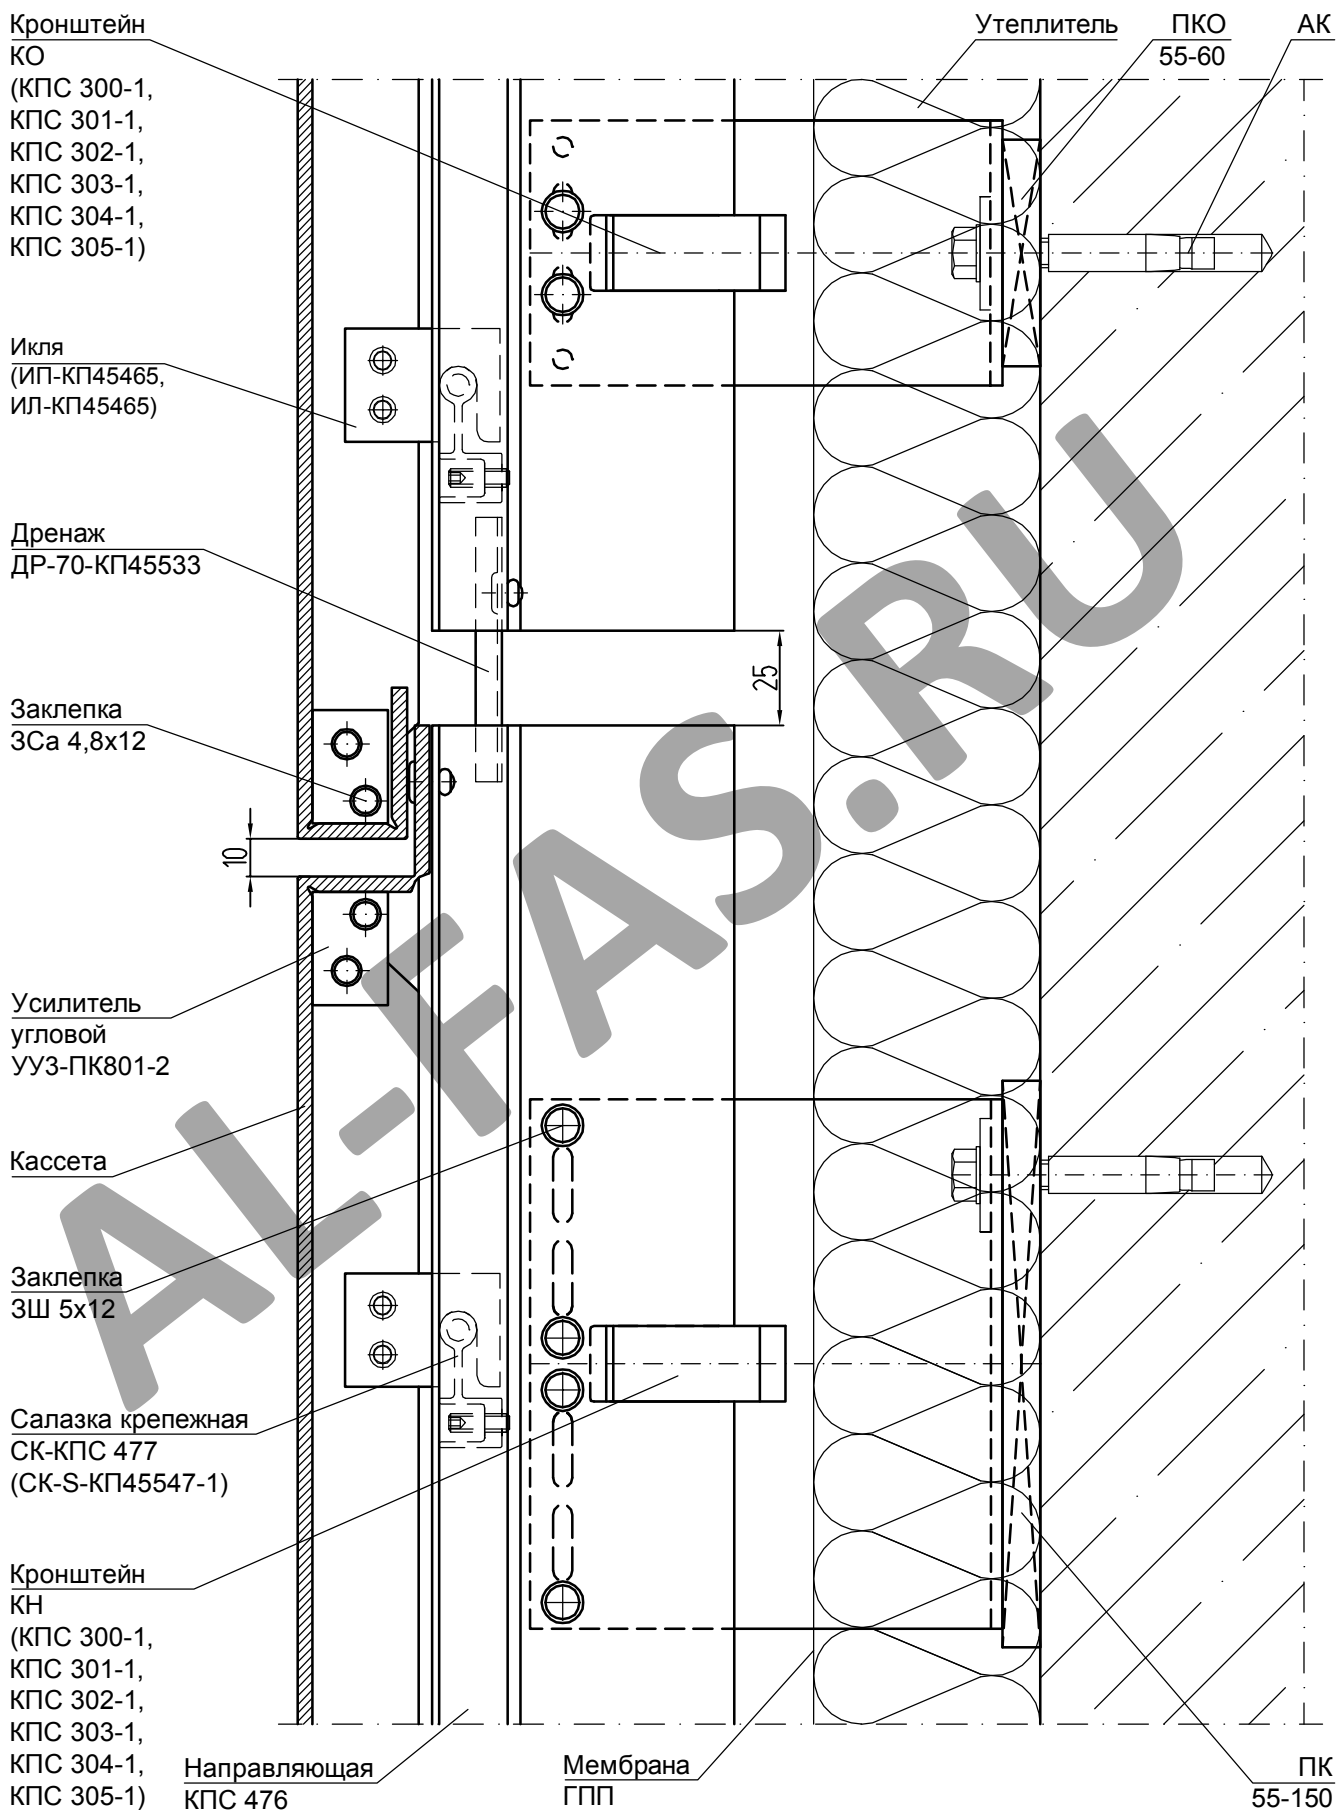 Кронштейн
КО
(КПС 300-1,
КПС 301-1,
КПС 302-1,
КПС 303-1,
КПС 304-1,
КПС 305-1)
Утеплитель
ПКО
55-60
АК
Икля
(ИП-КП45465,
ИЛ-КП45465)
Дренаж
ДР-70-КП45533
25
Заклепка
ЗСа 4,8х12
10
Усилитель
угловой
УУЗ-ПК801-2
Кассета
Заклепка
ЗШ 5х12
Салазка крепежная
СК-КПС 477
(СК-S-КП45547-1)
Кронштейн
КН
(КПС 300-1,
КПС 301-1,
КПС 302-1,
КПС 303-1,
КПС 304-1,
КПС 305-1)
Направляющая
КПС 476
Мембрана
ГПП
ПК
55-150
AL-FAS.RU